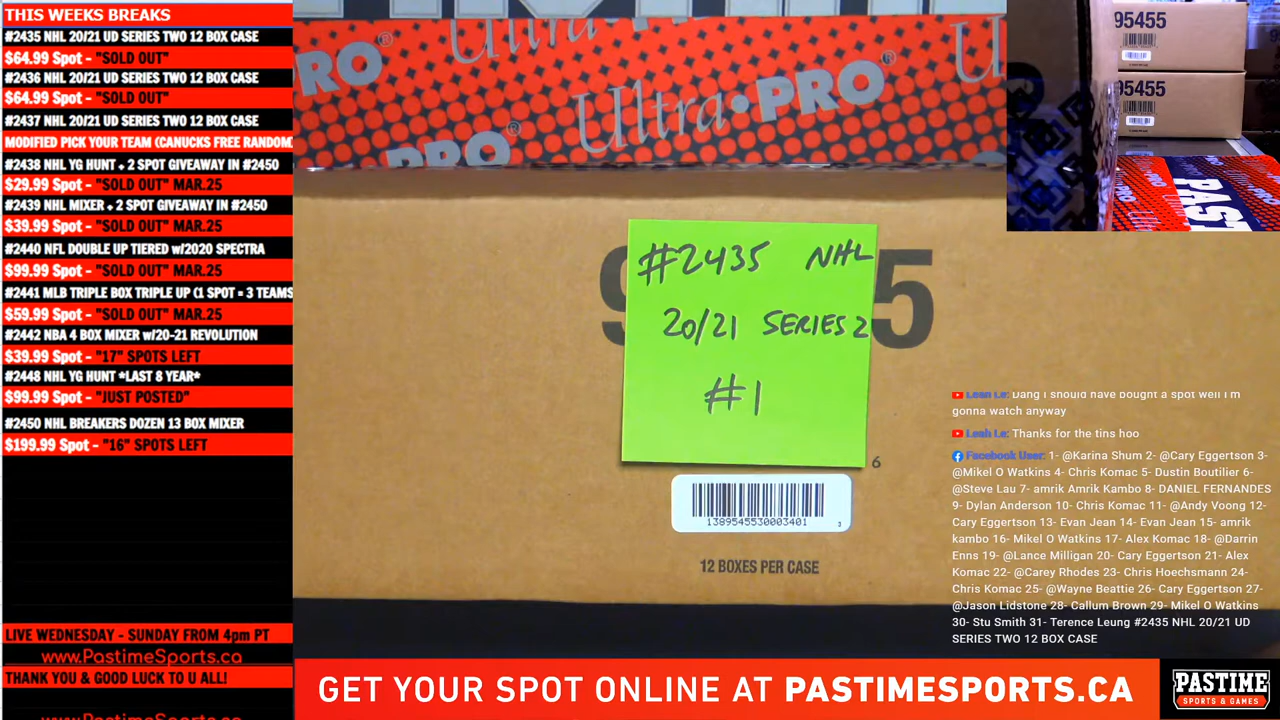 THIS WEEKS BREAKS
#2435 NHL 20/21 UD SERIES TWO 12 BOX CASE
$64.99 Spot - "SOLD OUT"
#2436 NHL 20/21 UD SERIES TWO 12 BOX CASE
$64.99 Spot - "SOLD OUT"
#2437 NHL 20/21 UD SERIES TWO 12 BOX CASE
MODIFIED PICK YOUR TEAM (CANUCKS FREE RANDOM
#2438 NHL YG HUNT + 2 SPOT GIVEAWAY IN #2450
$29.99 Spot - "SOLD OUT" MAR.25
#2439 NHL MIXER + 2 SPOT GIVEAWAY IN #2450
$39.99 Spot - "SOLD OUT" MAR.25
#2440 NFL DOUBLE UP TIERED w/2020 SPECTRA
$99.99 Spot - "SOLD OUT" MAR.25
#2441 MLB TRIPLE BOX TRIPLE UP (1 SPOT = 3 TEAMS
$59.99 Spot - "SOLD OUT" MAR.25
#2442 NBA 4 BOX MIXER w/20-21 REVOLUTION
$39.99 Spot - "17" SPOTS LEFT
#2448 NHL YG HUNT *LAST 8 YEAR*
$99.99 Spot - "JUST POSTED"
#2450 NHL BREAKERS DOZEN 13 BOX MIXER
$199.99 Spot - "16" SPOTS LEFT
LIVE WEDNESDAY - SUNDAY FROM 4pm PT
www.PastimeSports.ca
THANK YOU & GOOD LUCK TO U ALL!
www.PastimeSports.ca
PRO®
Ultra
Ultra•PRO®
U
PRO®
#2435 NHL
20/21 SERIES 2
#1
9 5
6
1389545530003401 3
12 BOXES PER CASE
95455
95455
PRO
PAST
Leah Le: Dang I should have bought a spot well I'm
gonna watch anyway
Leah Le: Thanks for the tins hoo
Facebook User: 1- @Karina Shum 2- @Cary Eggertson 3-
@Mikel O Watkins 4- Chris Komac 5- Dustin Boutilier 6-
@Steve Lau 7- amrik Amrik Kambo 8- DANIEL FERNANDES
9- Dylan Anderson 10- Chris Komac 11- @Andy Voong 12-
Cary Eggertson 13- Evan Jean 14- Evan Jean 15- amrik
kambo 16- Mikel O Watkins 17- Alex Komac 18- @Darrin
Enns 19- @Lance Milligan 20- Cary Eggertson 21- Alex
Komac 22- @Carey Rhodes 23- Chris Hoechsmann 24-
Chris Komac 25- @Wayne Beattie 26- Cary Eggertson 27-
@Jason Lidstone 28- Callum Brown 29- Mikel O Watkins
30- Stu Smith 31- Terence Leung #2435 NHL 20/21 UD
SERIES TWO 12 BOX CASE
GET YOUR SPOT ONLINE AT PASTIMESPORTS.CA
PASTIME
SPORTS & GAMES